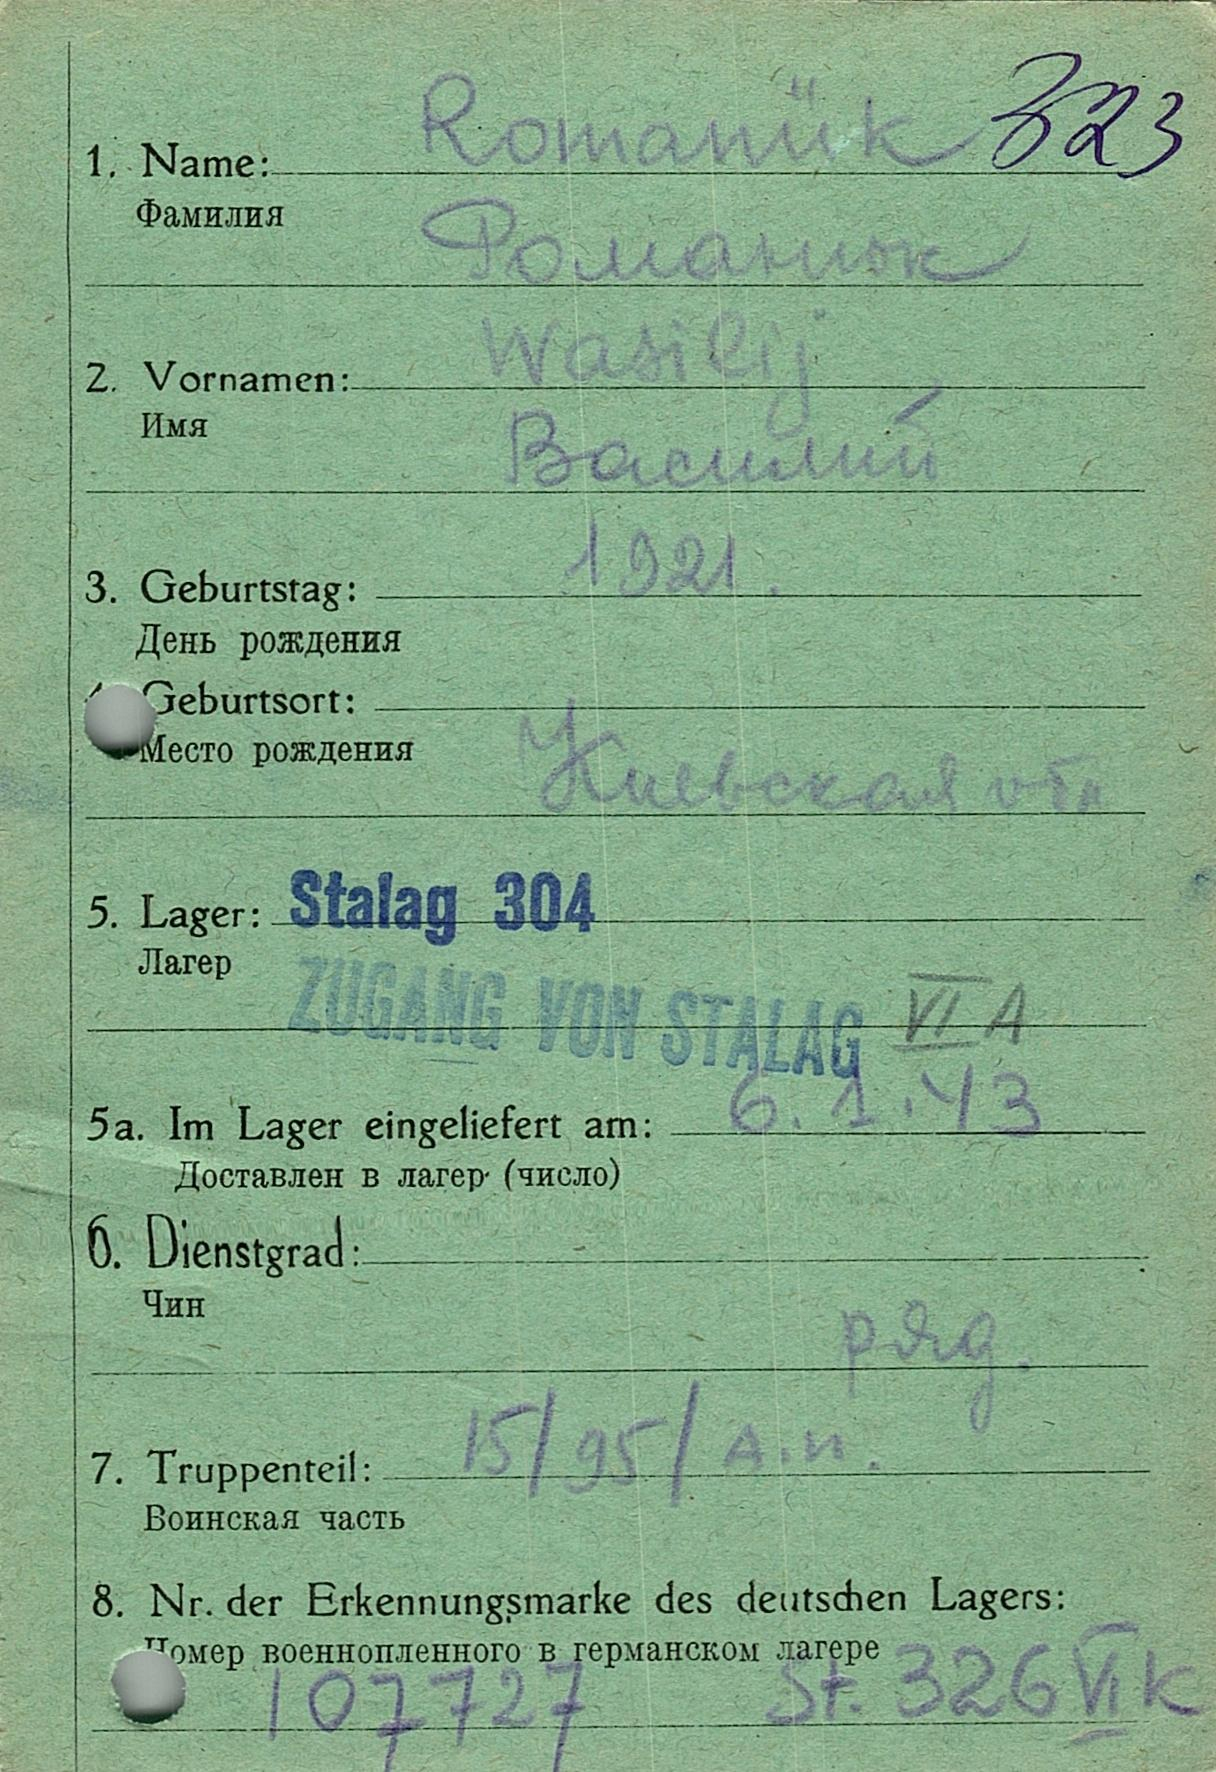 Romanük 323
1. Name:
Фамилия
Романюк
Wasilij
2. Vornamen:
Имя
Василий
1921.
3. Geburtstag:
День рождения
Geburtsort:
Место рождения
Киевская обл
5. Lager: Stalag 304
Лагер
ZUGANG VON STALAG VI A
5a. Im Lager eingeliefert am: 6.1.43
Доставлен в лагер (число)
6. Dienstgrad:
Чин
ряд.
7. Truppenteil: 15/95/ А.п.
Воинская часть
8. Nr. der Erkennungsmarke des deutschen Lagers:
Номер военнопленного в германском лагере
107727 St. 326 VI K